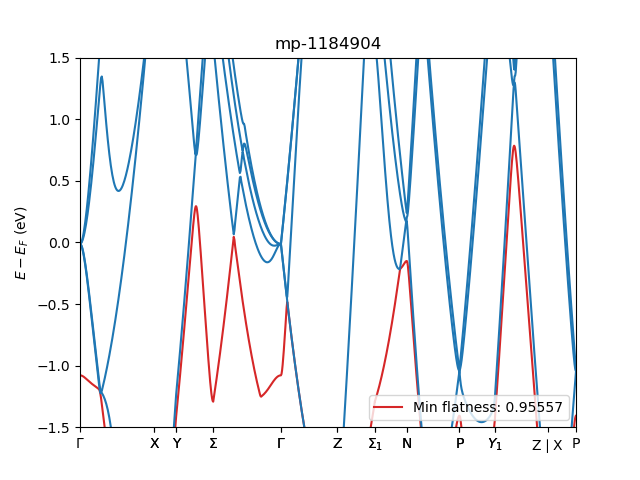 mp-1184904
E − E_F (eV)
1.5
1.0
0.5
0.0
−0.5
−1.0
−1.5
Min flatness: 0.95557
Γ X Y Σ Γ Z Σ₁ N P Y₁ Z | X P